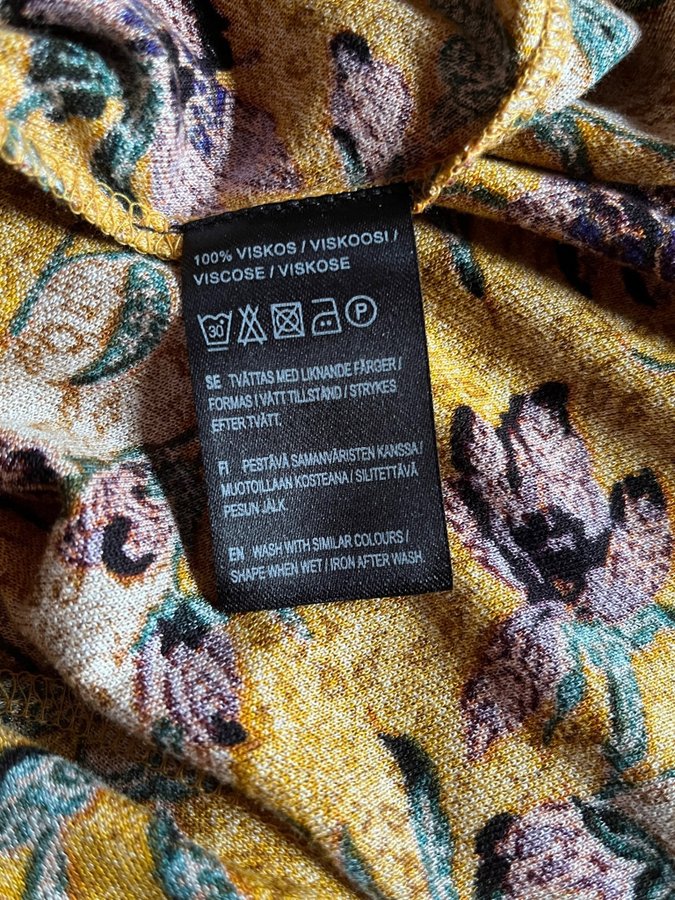 100% VISKOS / VISKOOSI /
VISCOSE / VISKOSE
30° P
SE TVÄTTAS MED LIKNANDE FÄRGER /
FORMAS / VÅTT TILLSTÅND / STRYKES
EFTER TVÄTT.
FI PESTÄVÄ SAMANVÄRISTEN KANSSA /
MUOTOILLAAN KOSTEANA / SILITETTÄVÄ
PESUN JÄLK.
EN WASH WITH SIMILAR COLOURS /
SHAPE WHEN WET / IRON AFTER WASH.